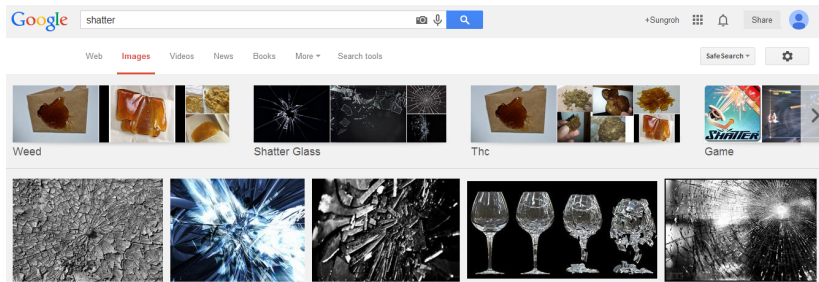 Google shatter +Sungroh Share
Web Images Videos News Books More Search tools SafeSearch
Weed Shatter Glass Thc Game
SHATTER